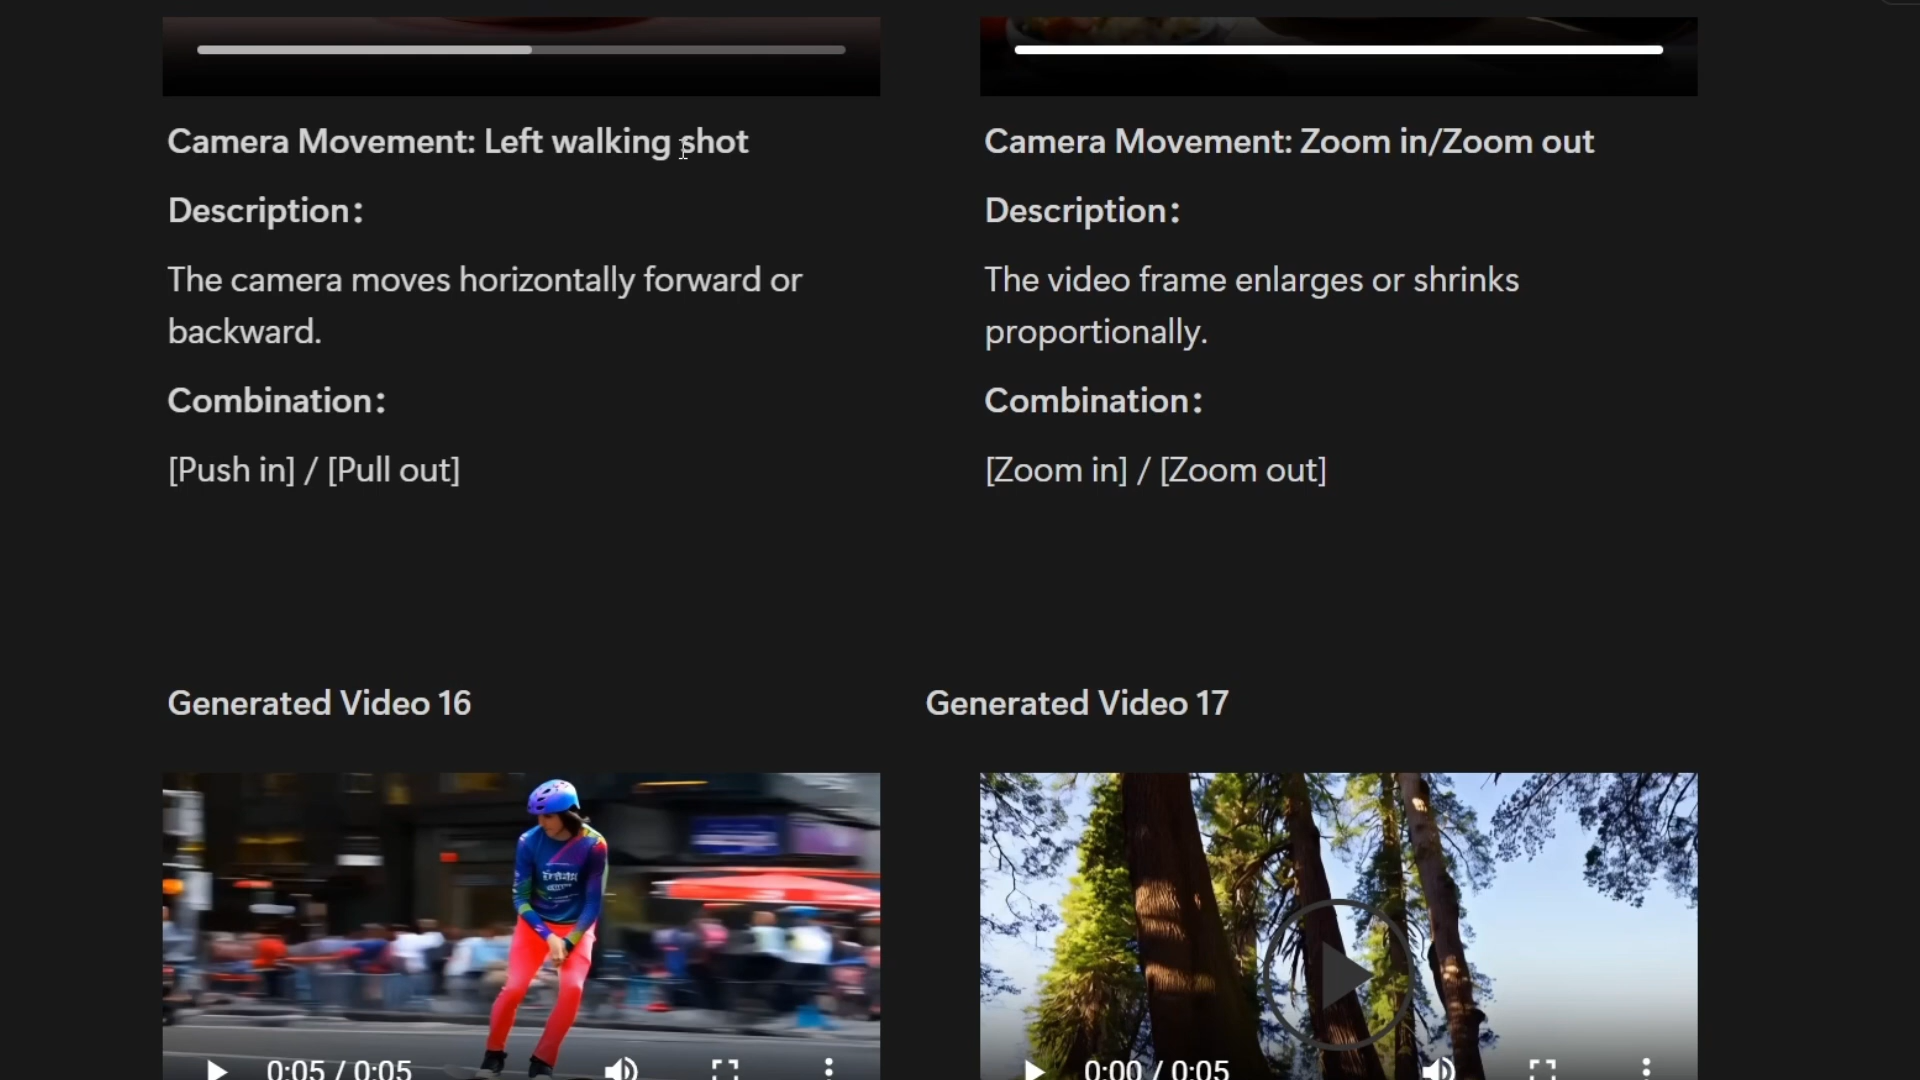 Camera Movement: Left walking shot
Description:
The camera moves horizontally forward or
backward.
Combination:
[Push in] / [Pull out]
Camera Movement: Zoom in/Zoom out
Description:
The video frame enlarges or shrinks
proportionally.
Combination:
[Zoom in] / [Zoom out]
Generated Video 16
Generated Video 17
0:05 / 0:05
0:00 / 0:05